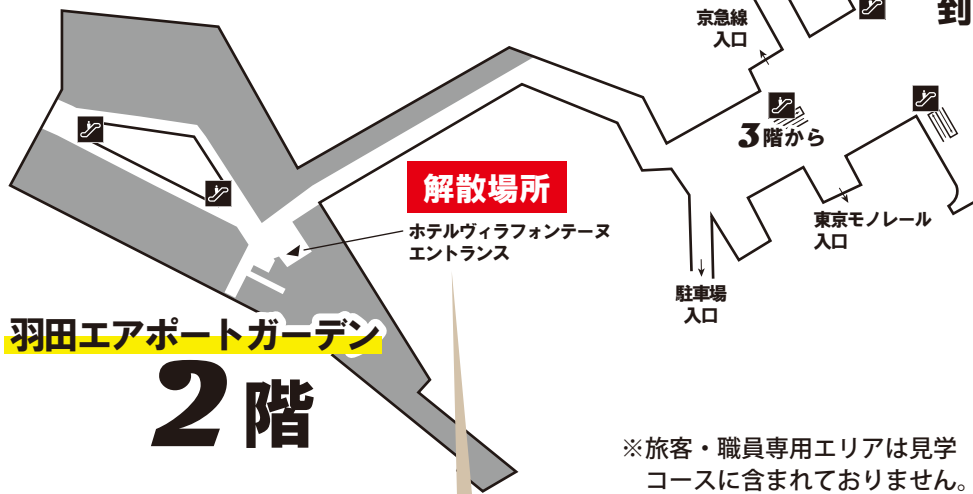 京急線
入口
到
3階から
解散場所
ホテルヴィラフォンテーヌ
エントランス
東京モノレール
入口
駐車場
入口
羽田エアポートガーデン
2階
※旅客・職員専用エリアは見学
コースに含まれておりません。